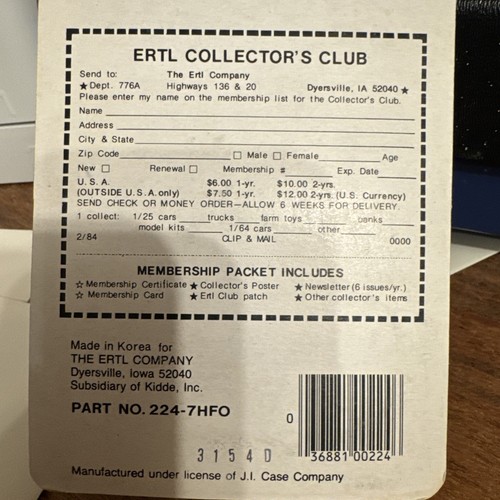 ERTL COLLECTOR'S CLUB
Send to: The Ertl Company
★ Dept. 776A Highways 136 & 20 Dyersville, IA 52040 ★
Please enter my name on the membership list for the Collector's Club.
Name
Address
City & State
Zip Code □ Male □ Female Age
New □ Renewal □ Membership # Exp. Date
U.S.A. $6.00 1-yr. $10.00 2-yrs.
(OUTSIDE U.S.A. only) $7.50 1-yr. $12.00 2-yrs. (U.S. Currency)
SEND CHECK OR MONEY ORDER—ALLOW 6 WEEKS FOR DELIVERY.
I collect: 1/25 cars trucks farm toys banks
model kits 1/64 cars other
2/84 CLIP & MAIL 0000
MEMBERSHIP PACKET INCLUDES
☆ Membership Certificate ★ Collector's Poster ★ Newsletter (6 issues/yr.)
☆ Membership Card ★ Ertl Club patch ★ Other collector's items
Made in Korea for
THE ERTL COMPANY
Dyersville, Iowa 52040
Subsidiary of Kidde, Inc.
PART NO. 224-7HFO
0 36881 00224
3154D
Manufactured under license of J.I. Case Company